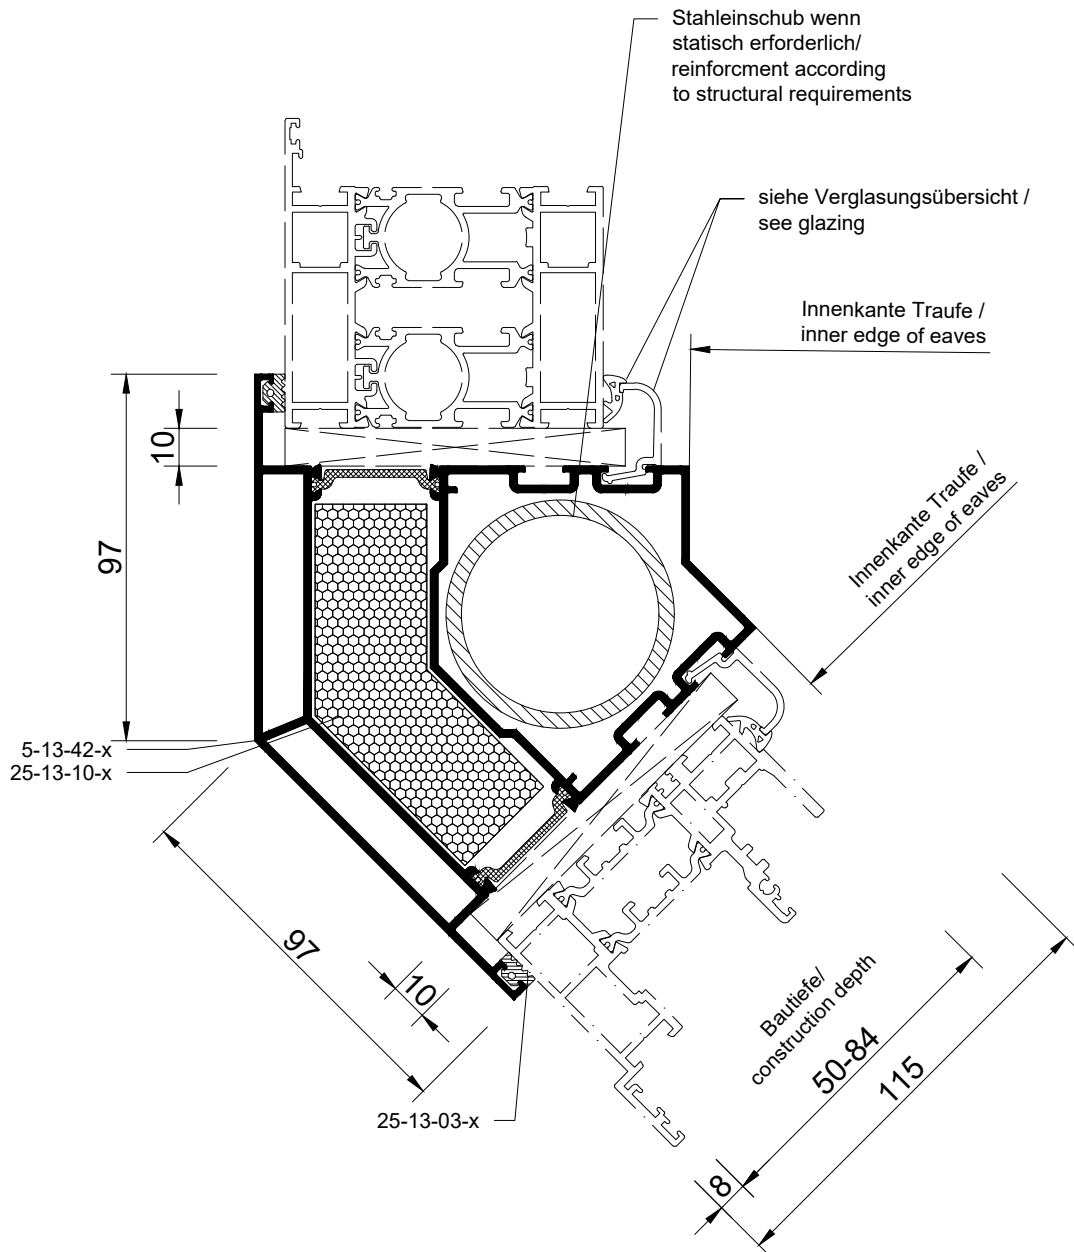 Stahleinschub wenn
statisch erforderlich/
reinforcment according
to structural requirements
siehe Verglasungsübersicht /
see glazing
Innenkante Traufe /
inner edge of eaves
10
97
Innenkante Traufe /
inner edge of eaves
5-13-42-x
25-13-10-x
97
10
25-13-03-x
Bautiefe/
construction depth
50-84
115
8